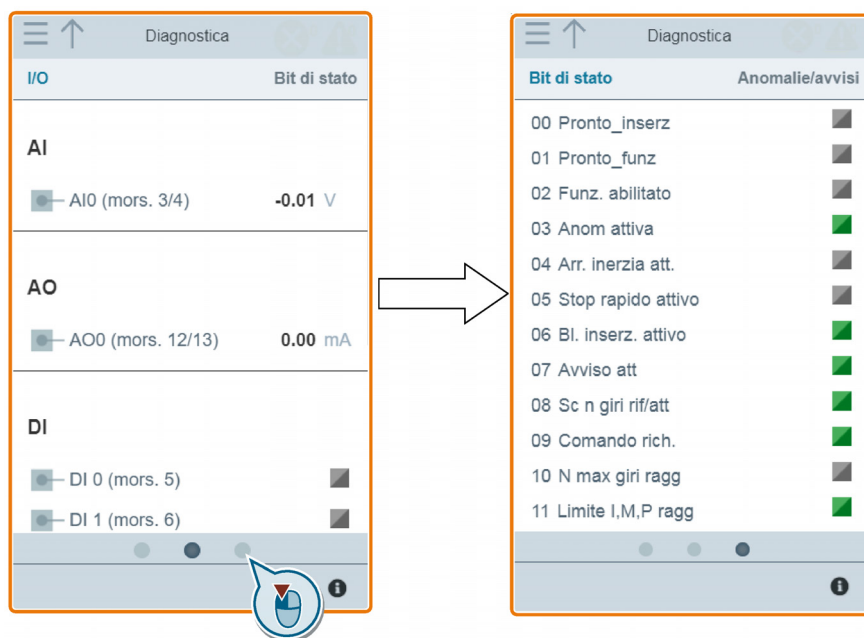 Diagnostica
I/O Bit di stato
AI
AI0 (mors. 3/4) -0.01 V
AO
AO0 (mors. 12/13) 0.00 mA
DI
DI 0 (mors. 5)
DI 1 (mors. 6)
Diagnostica
Bit di stato Anomalie/avvisi
00 Pronto_inserz
01 Pronto_funz
02 Funz. abilitato
03 Anom attiva
04 Arr. inerzia att.
05 Stop rapido attivo
06 Bl. inserz. attivo
07 Avviso att
08 Sc n giri rif/att
09 Comando rich.
10 N max giri ragg
11 Limite I,M,P ragg